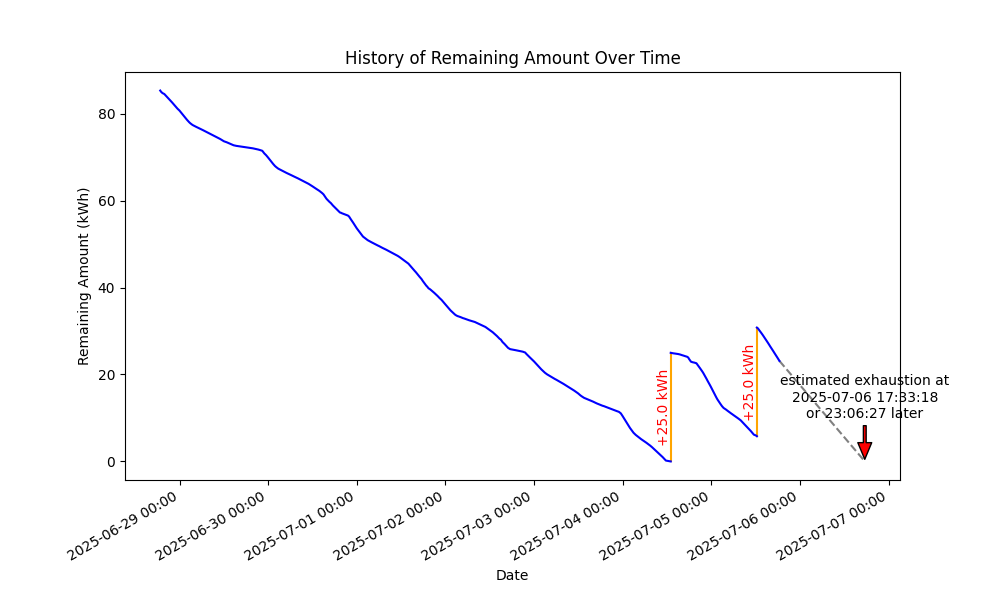 History of Remaining Amount Over Time
Remaining Amount (kWh)
80
60
40
20
0
+25.0 kWh
+25.0 kWh
estimated exhaustion at
2025-07-06 17:33:18
or 23:06:27 later
2025-06-29 00:00
2025-06-30 00:00
2025-07-01 00:00
2025-07-02 00:00
2025-07-03 00:00
2025-07-04 00:00
2025-07-05 00:00
2025-07-06 00:00
2025-07-07 00:00
Date